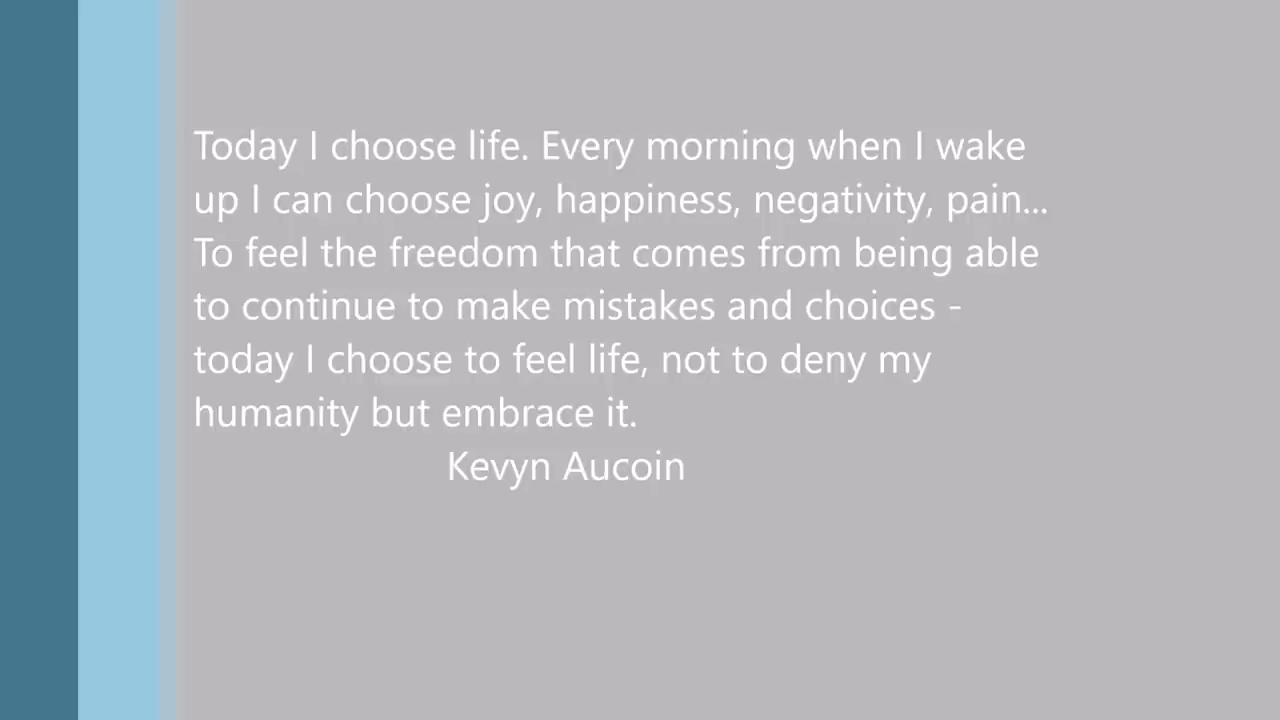 Today I choose life. Every morning when I wake
up I can choose joy, happiness, negativity, pain...
To feel the freedom that comes from being able
to continue to make mistakes and choices -
today I choose to feel life, not to deny my
humanity but embrace it.
Kevyn Aucoin